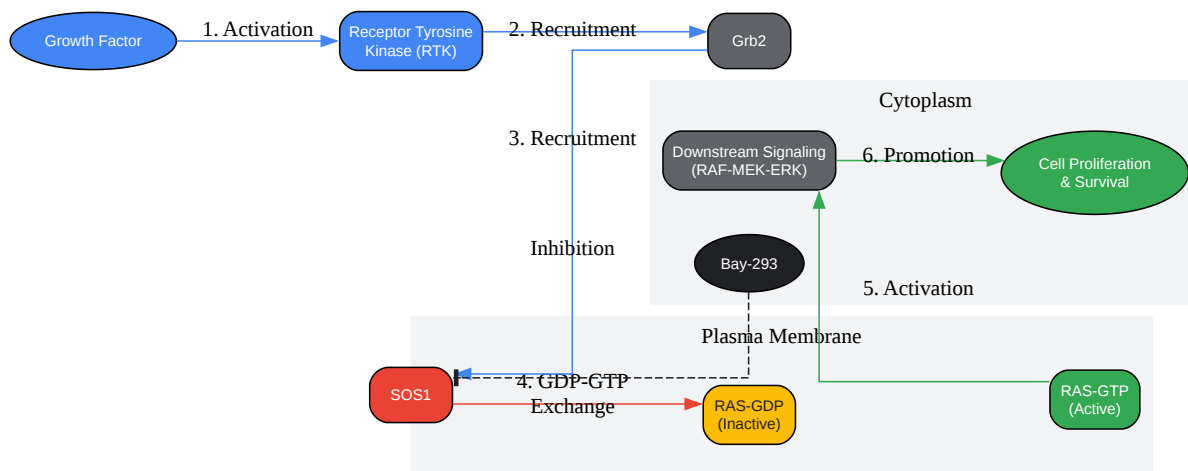 Growth Factor
1. Activation
Receptor Tyrosine
Kinase (RTK)
2. Recruitment
Grb2
Cytoplasm
3. Recruitment
Downstream Signaling
(RAF-MEK-ERK)
6. Promotion
Cell Proliferation
& Survival
Inhibition
Bay-293
5. Activation
Plasma Membrane
SOS1
4. GDP-GTP
Exchange
RAS-GDP
(Inactive)
RAS-GTP
(Active)